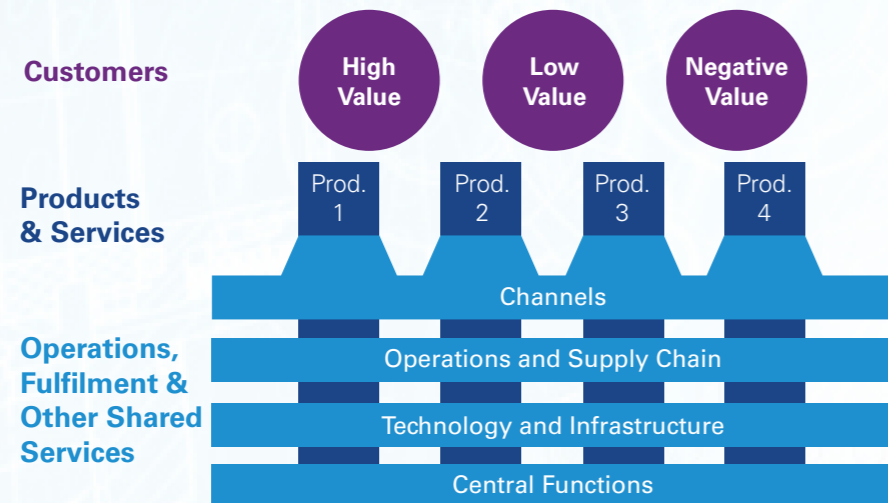 Customers
High
Value
Low
Value
Negative
Value
Products
& Services
Prod.
1
Prod.
2
Prod.
3
Prod.
4
Channels
Operations,
Fulfilment &
Other Shared
Services
Operations and Supply Chain
Technology and Infrastructure
Central Functions